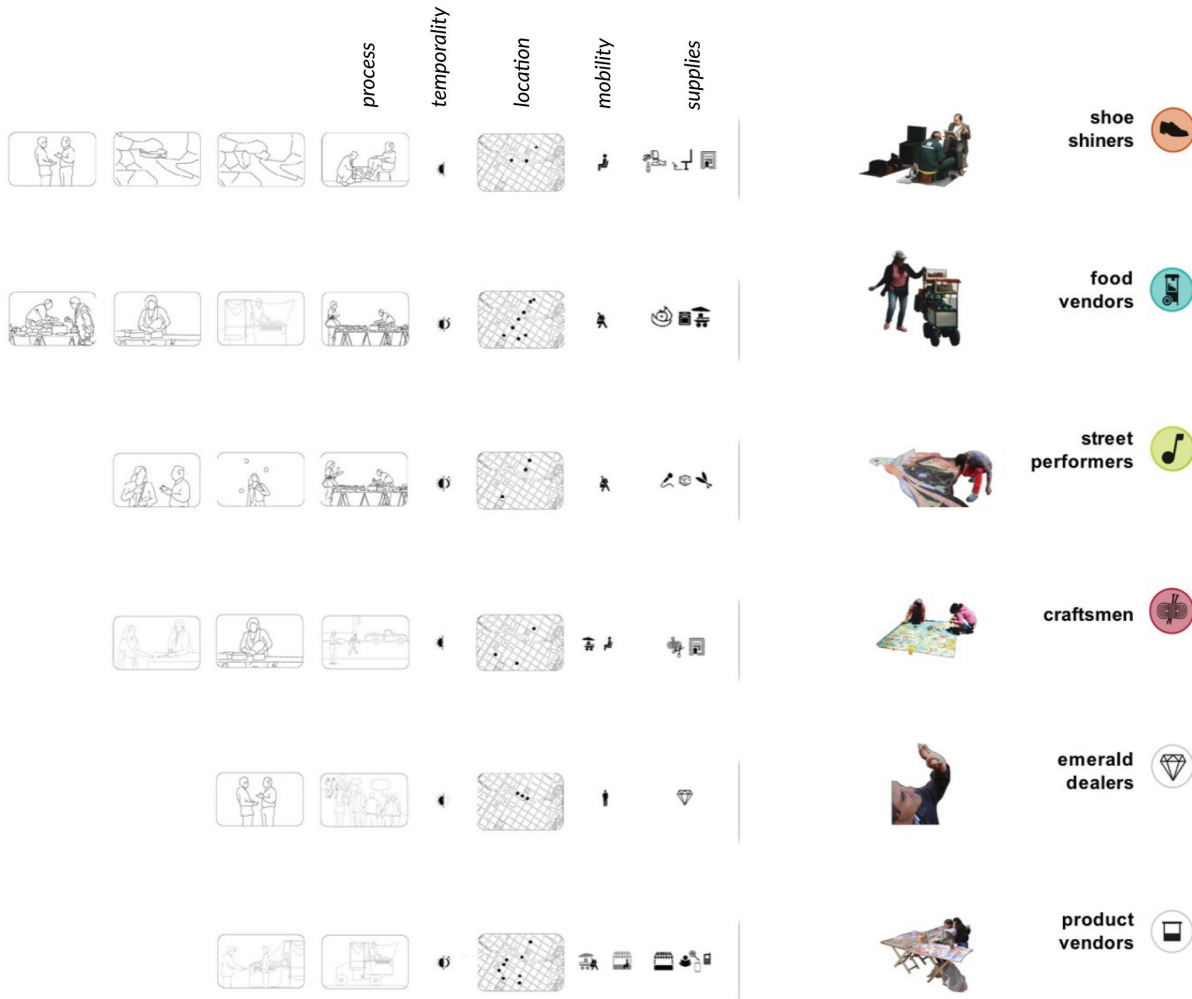 process
temporality
location
mobility
supplies
shoe
shiners
food
vendors
street
performers
craftsmen
emerald
dealers
product
vendors